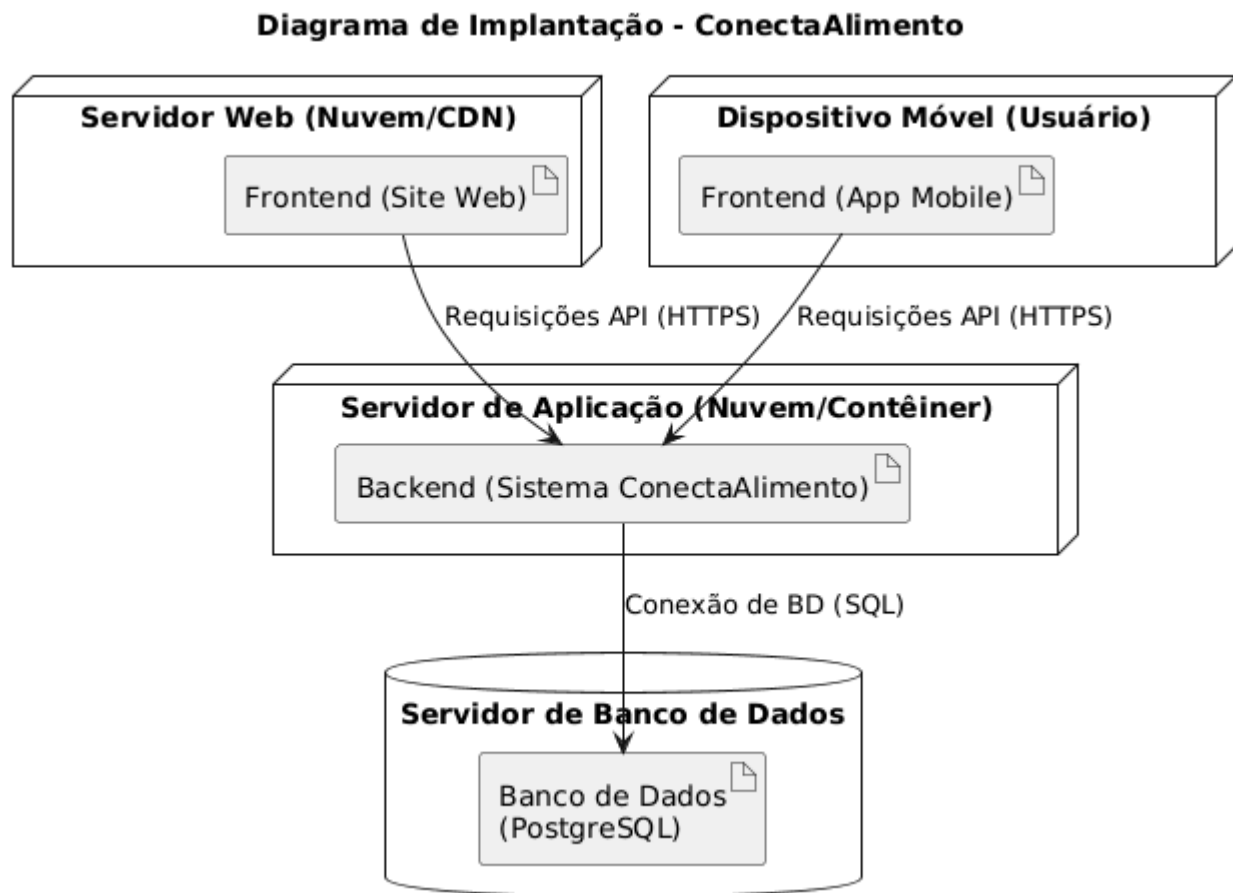 Diagrama de Implantação - ConectaAlimento
Servidor Web (Nuvem/CDN)
Frontend (Site Web)
Dispositivo Móvel (Usuário)
Frontend (App Mobile)
Requisições API (HTTPS)
Requisições API (HTTPS)
Servidor de Aplicação (Nuvem/Contêiner)
Backend (Sistema ConectaAlimento)
Conexão de BD (SQL)
Servidor de Banco de Dados
Banco de Dados
(PostgreSQL)